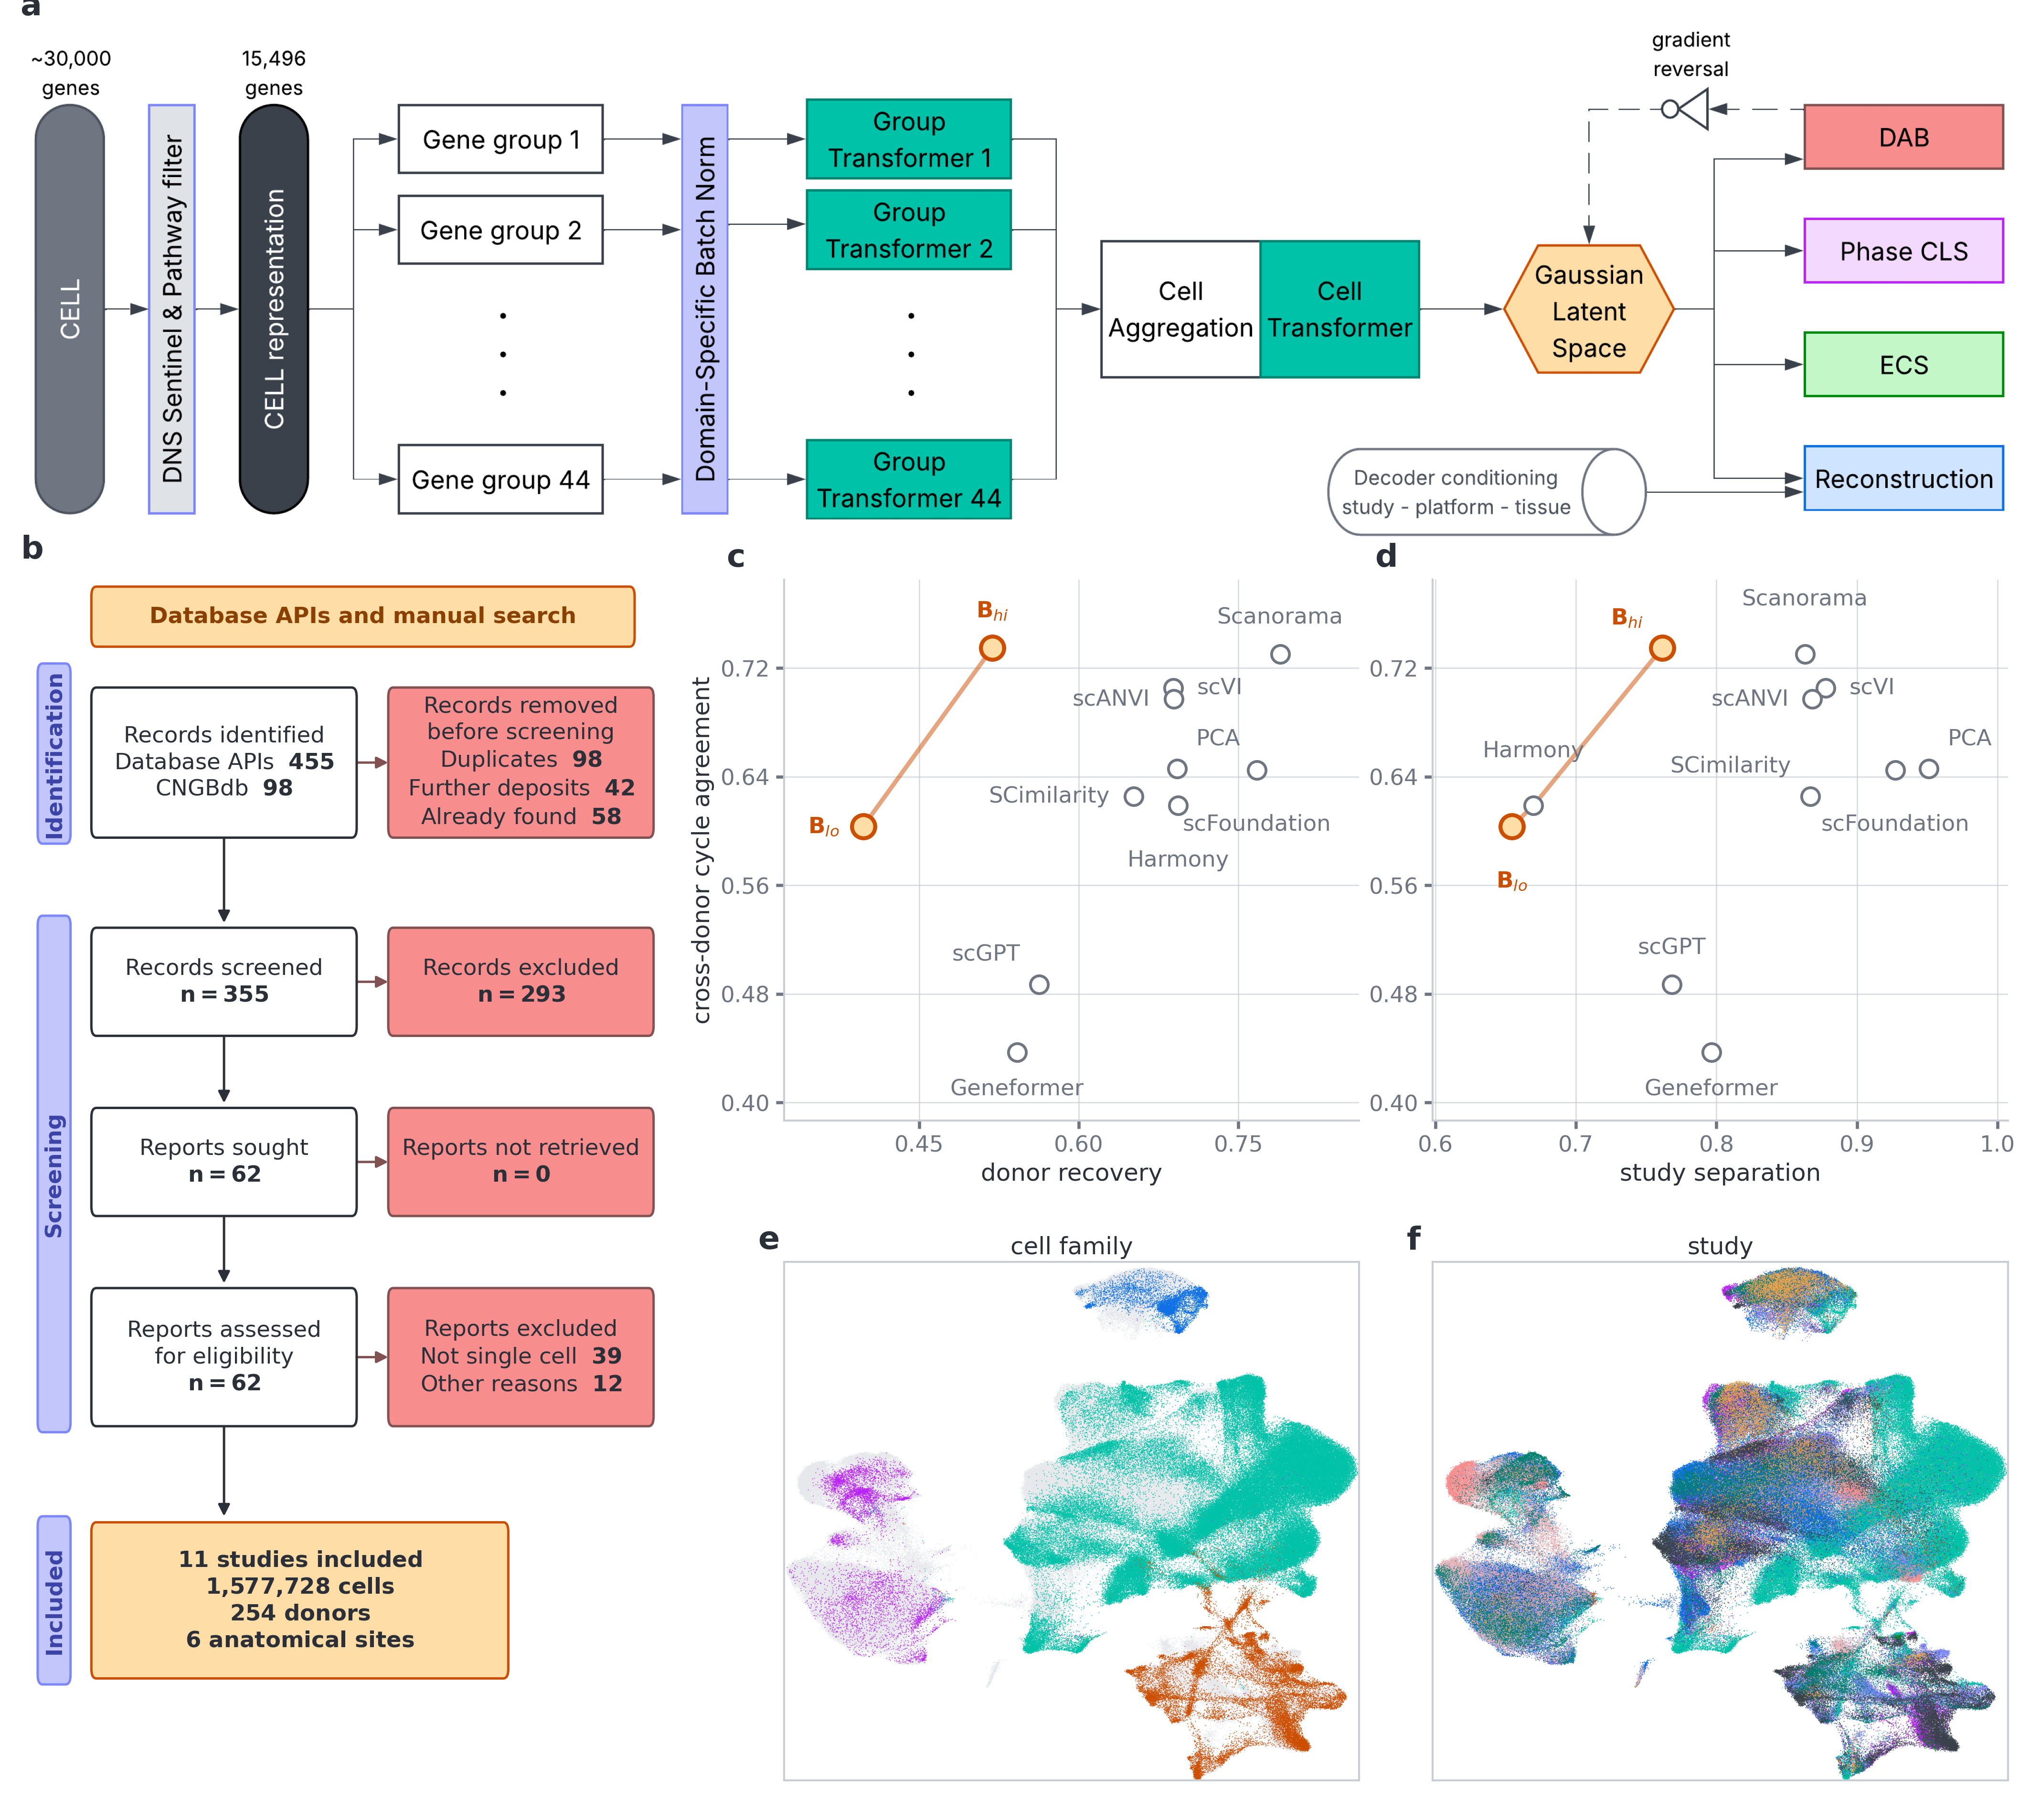 a
~30,000
genes
15,496
genes
CELL
DNS Sentinel & Pathway filter
CELL representation
Gene group 1
Gene group 2
Gene group 44
Domain-Specific Batch Norm
Group
Transformer 1
Group
Transformer 2
Group
Transformer 44
Cell
Aggregation
Cell
Transformer
Gaussian
Latent
Space
gradient
reversal
DAB
Phase CLS
ECS
Reconstruction
Decoder conditioning
study - platform - tissue
b
Database APIs and manual search
Identification
Records identified
Database APIs 455
CNGBdb 98
Records removed
before screening
Duplicates 98
Further deposits 42
Already found 58
Screening
Records screened
n = 355
Records excluded
n = 293
Reports sought
n = 62
Reports not retrieved
n = 0
Reports assessed
for eligibility
n = 62
Reports excluded
Not single cell 39
Other reasons 12
Included
11 studies included
1,577,728 cells
254 donors
6 anatomical sites
c
cross-donor cycle agreement
0.72
0.64
0.56
0.48
0.40
Bhi
Blo
Scanorama
scANVI
scVI
PCA
SCimilarity
scFoundation
Harmony
scGPT
Geneformer
0.45
0.60
0.75
donor recovery
d
0.72
0.64
0.56
0.48
0.40
Scanorama
Bhi
scANVI
scVI
Harmony
PCA
SCimilarity
scFoundation
Blo
scGPT
Geneformer
0.6
0.7
0.8
0.9
1.0
study separation
e
cell family
f
study